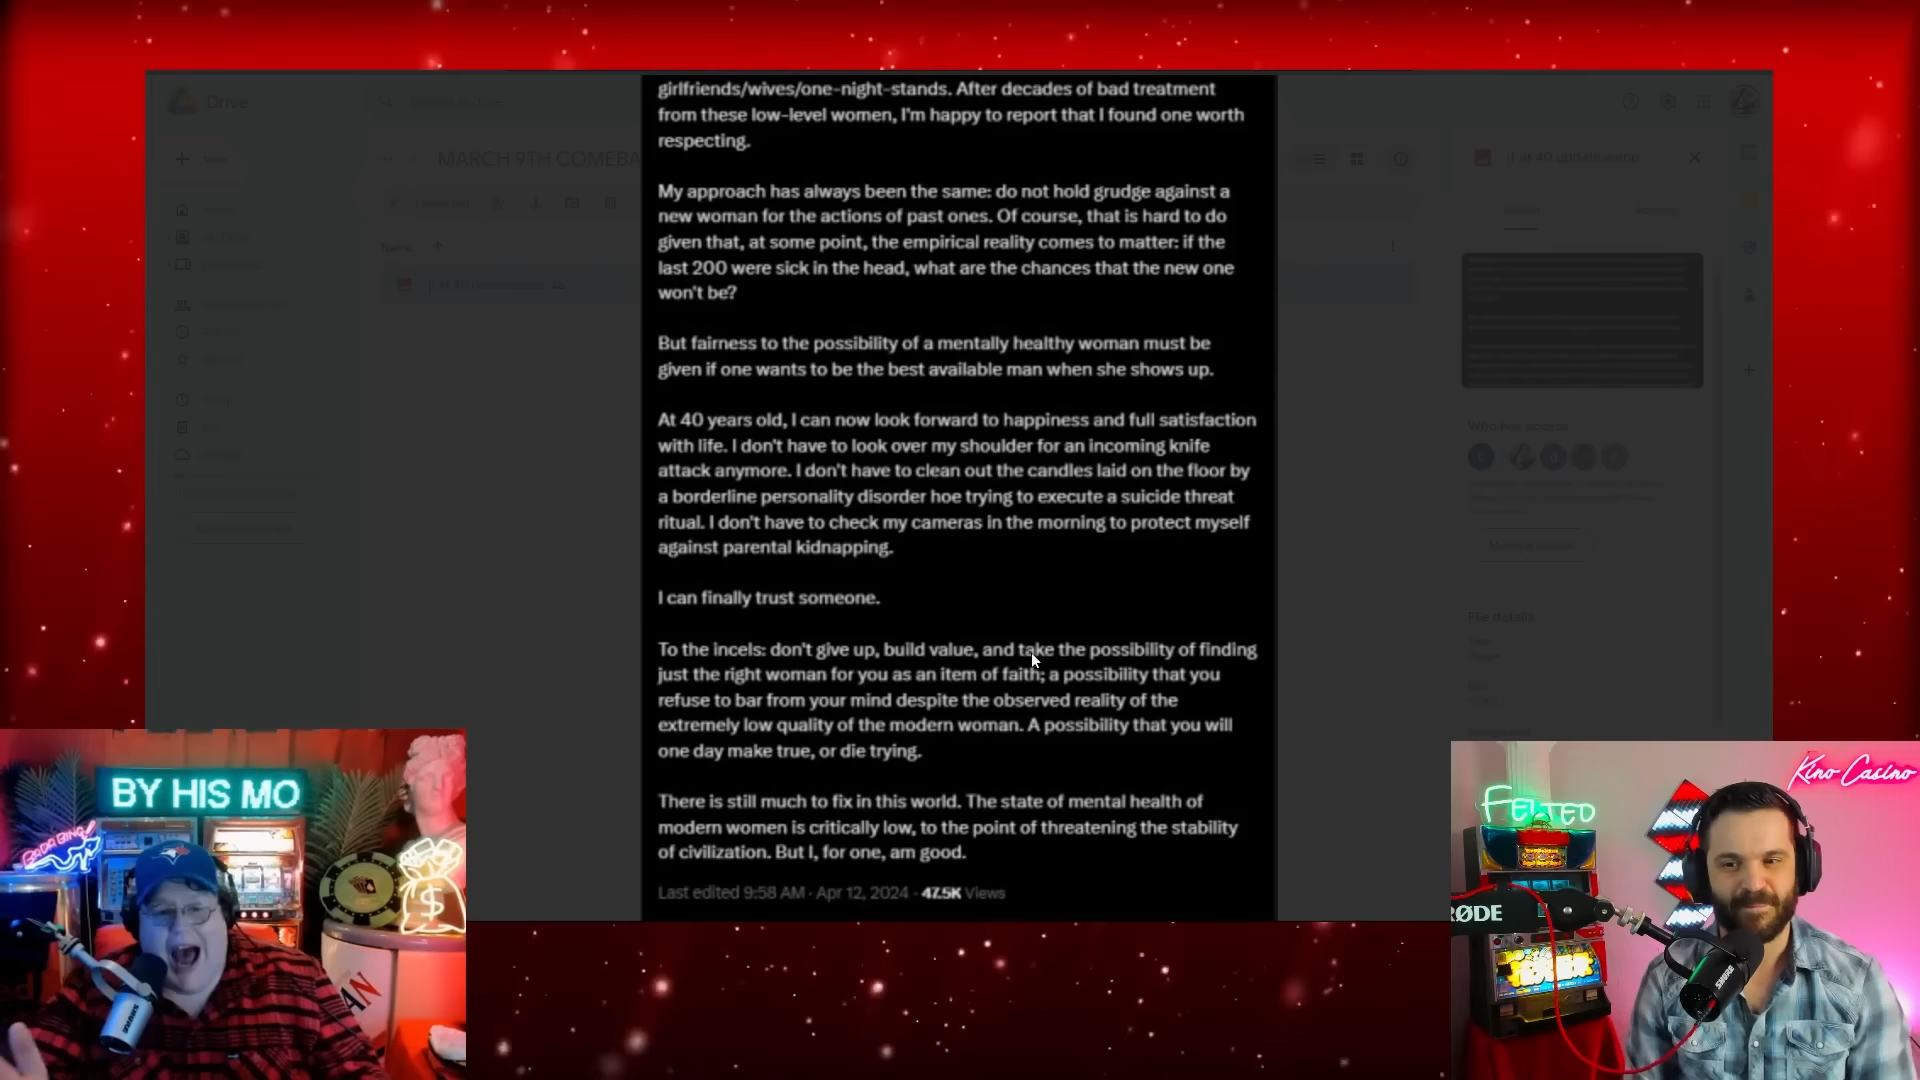 Drive
MARCH 9TH COMEBA
Name
girlfriends/wives/one-night-stands. After decades of bad treatment
from these low-level women, I'm happy to report that I found one worth
respecting.
My approach has always been the same: do not hold grudge against a
new woman for the actions of past ones. Of course, that is hard to do
given that, at some point, the empirical reality comes to matter: if the
last 200 were sick in the head, what are the chances that the new one
won't be?
But fairness to the possibility of a mentally healthy woman must be
given if one wants to be the best available man when she shows up.
At 40 years old, I can now look forward to happiness and full satisfaction
with life. I don't have to look over my shoulder for an incoming knife
attack anymore. I don't have to clean out the candles laid on the floor by
a borderline personality disorder hoe trying to execute a suicide threat
ritual. I don't have to check my cameras in the morning to protect myself
against parental kidnapping.
I can finally trust someone.
To the incels: don't give up, build value, and take the possibility of finding
just the right woman for you as an item of faith; a possibility that you
refuse to bar from your mind despite the observed reality of the
extremely low quality of the modern woman. A possibility that you will
one day make true, or die trying.
There is still much to fix in this world. The state of mental health of
modern women is critically low, to the point of threatening the stability
of civilization. But I, for one, am good.
Last edited 9:58 AM · Apr 12, 2024 · 47.5K Views
Who has access
File details
BY HIS MO
BADA BING
$
SHURE
Kino Casino
FELTED
RØDE
SHURE